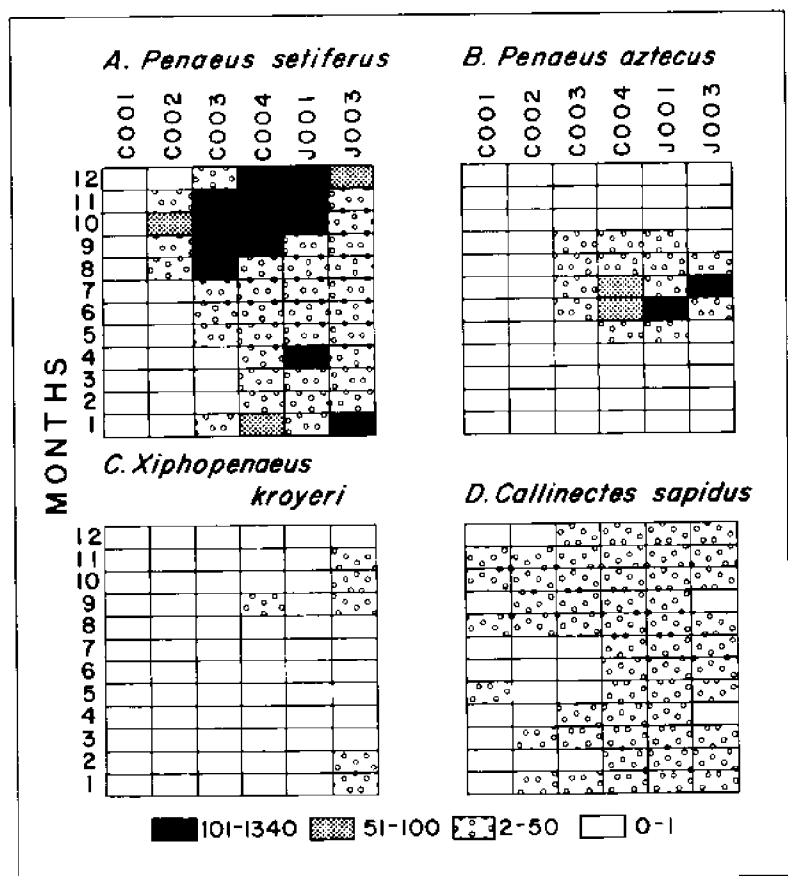 A. Penaeus setiferus
B. Penaeus aztecus
C001 C002 C003 C004 J001 J003
C001 C002 C003 C004 J001 J003
MONTHS
12
11
10
9
8
7
6
5
4
3
2
1
C. Xiphopenaeus
kroyeri
D. Callinectes sapidus
12
11
10
9
8
7
6
5
4
3
2
1
101-1340 51-100 2-50 0-1